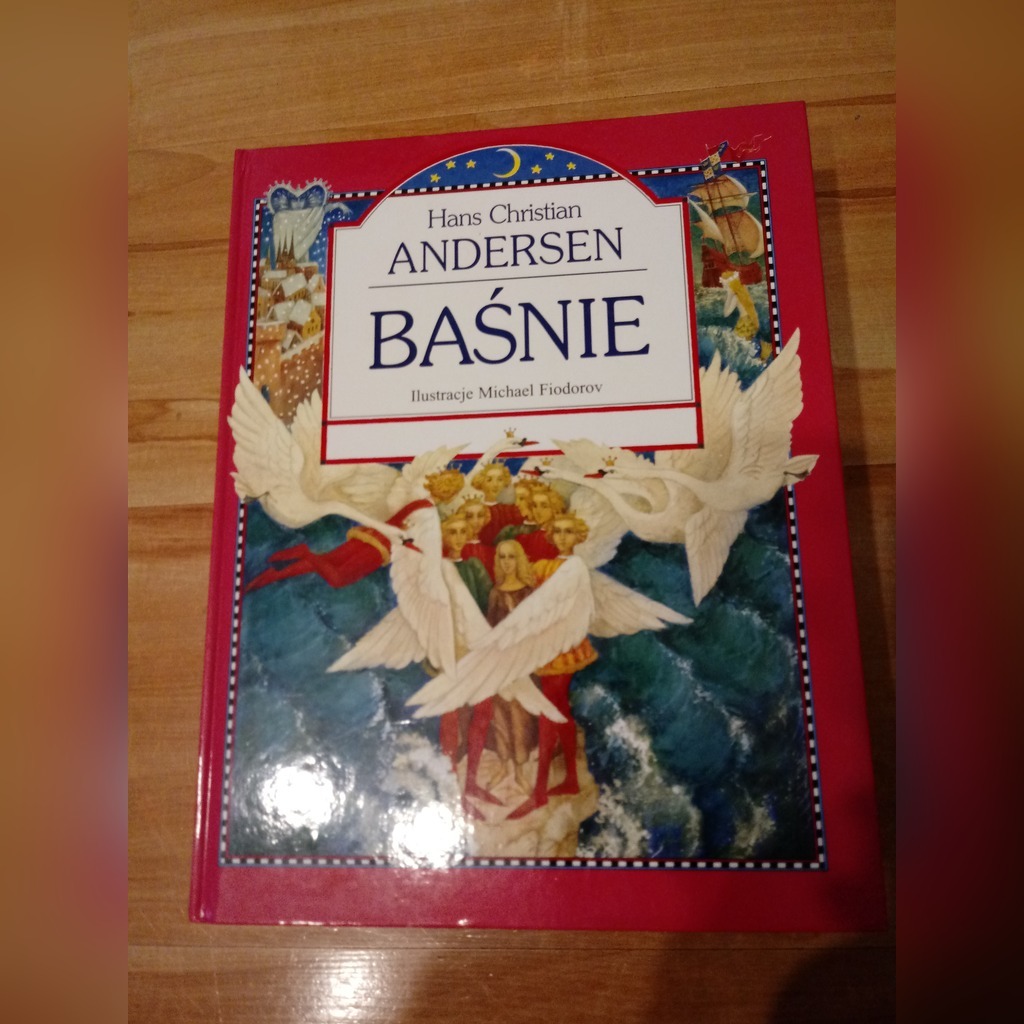 Hans Christian
ANDERSEN
BAŚNIE
Ilustracje Michael Fiodorov